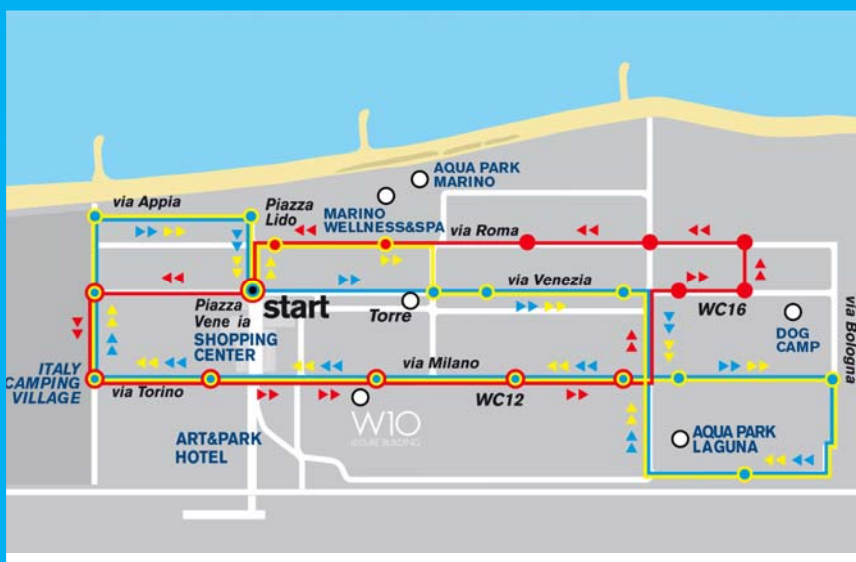 AQUA PARK
MARINO
via Appia
Piazza
Lido
MARINO
WELLNESS&SPA
via Roma
via Venezia
start
Piazza
Vene ia
SHOPPING
CENTER
Torre
WC16
DOG
CAMP
via Bologna
ITALY
CAMPING
VILLAGE
via Milano
via Torino
WC12
W10
LEISURE BUILDING
ART&PARK
HOTEL
AQUA PARK
LAGUNA